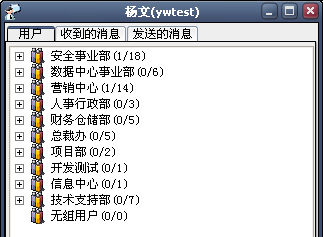 杨文(ywtest)
用户 收到的消息 发送的消息
安全事业部(1/18)
数据中心事业部(0/6)
营销中心(1/14)
人事行政部(0/3)
财务仓储部(0/5)
总裁办(0/5)
项目部(0/2)
开发测试(0/1)
信息中心(0/1)
技术支持部(0/7)
无组用户(0/0)